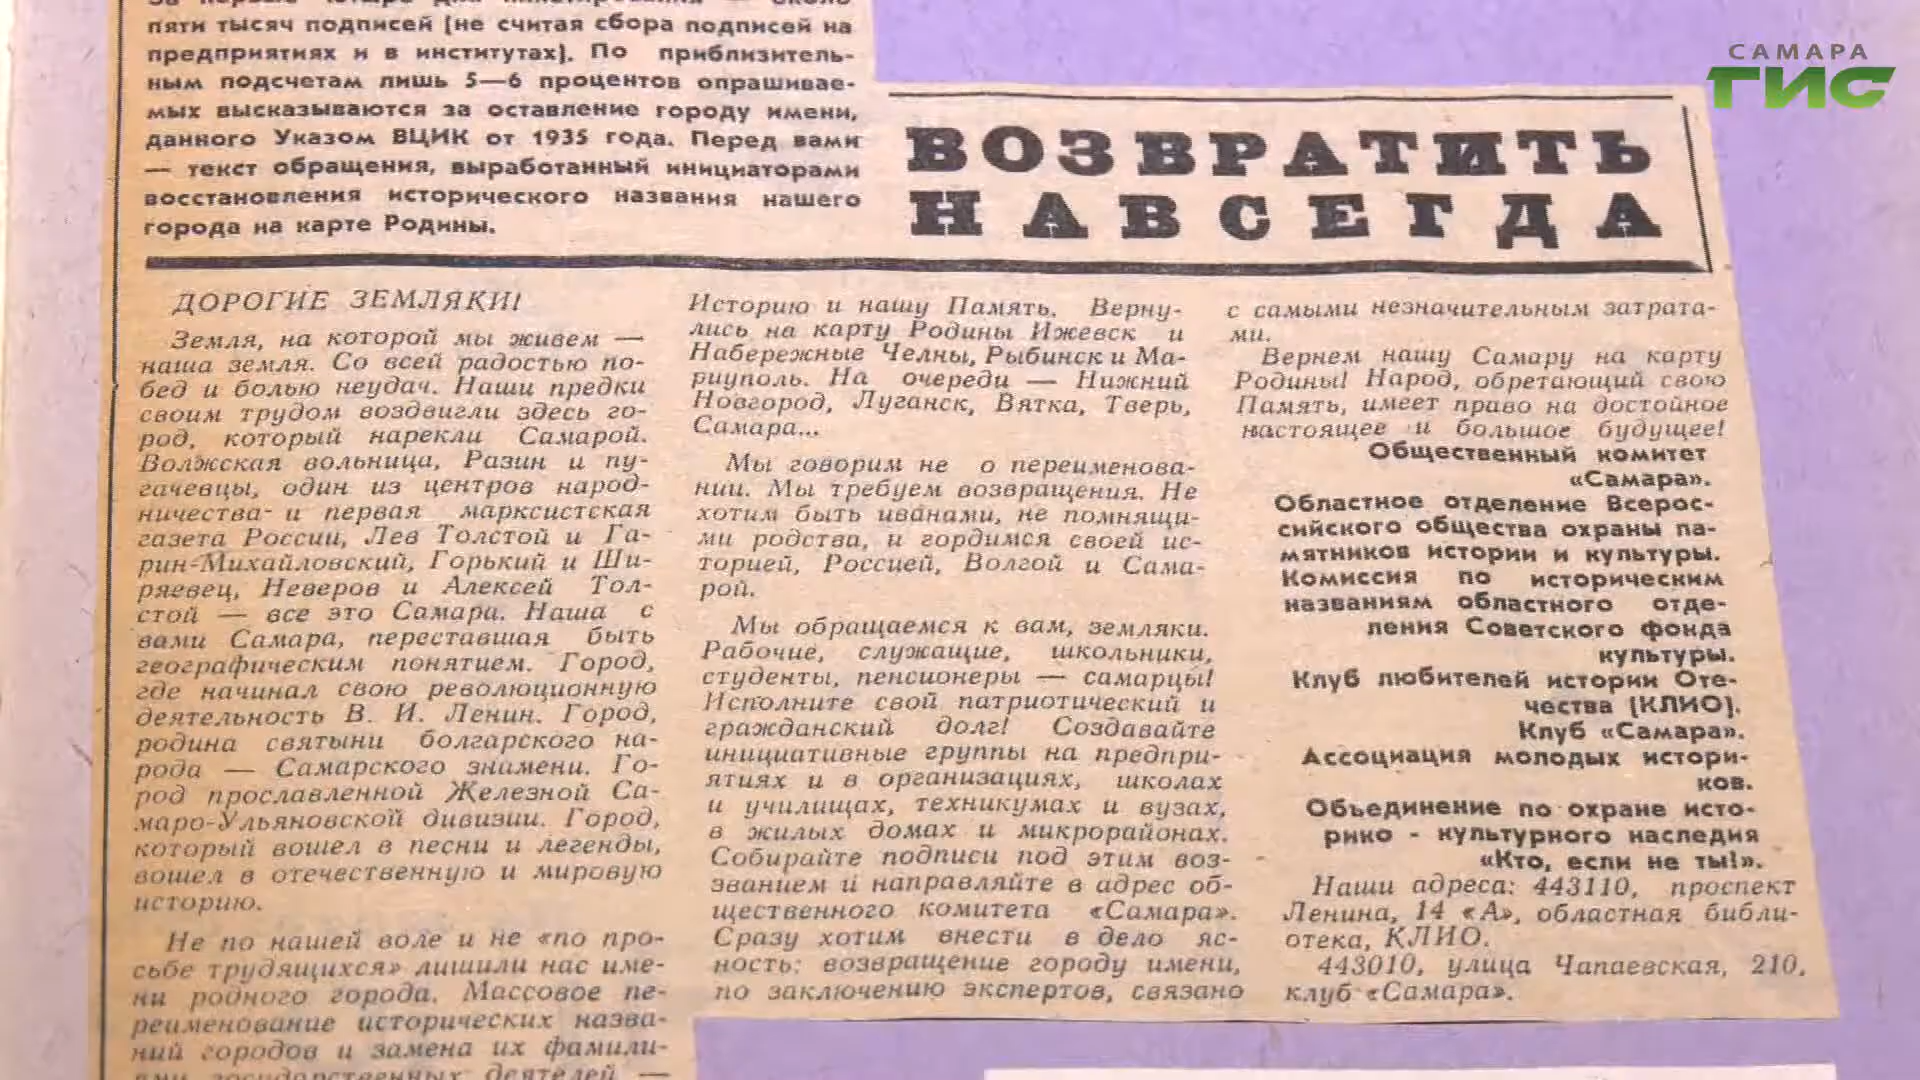 пяти тысяч подписей (не считая сбора подписей на
предприятиях и в институтах). По приблизитель-
ным подсчетам лишь 5—6 процентов опрашивае-
мых высказываются за оставление городу имени,
данного Указом ВЦИК от 1935 года. Перед вами
— текст обращения, выработанный инициаторами
восстановления исторического названия нашего
города на карте Родины.
ВОЗВРАТИТЬ
НАВСЕГДА
ДОРОГИЕ ЗЕМЛЯКИ!
Земля, на которой мы живем —
наша земля. Со всей радостью по-
бед и болью неудач. Наши предки
своим трудом воздвигли здесь го-
род, который нарекли Самарой.
Волжская вольница, Разин и пу-
гачевцы, один из центров народ-
ничества и первая марксистская
газета России, Лев Толстой и Га-
рин-Михайловский, Горький и Ши-
ряевец, Неверов и Алексей Тол-
стой — все это Самара. Наша с
вами Самара, переставшая быть
географическим понятием. Город,
где начинал свою революционную
деятельность В. И. Ленин. Город,
родина святыни болгарского на-
рода — Самарского знамени. Го-
род прославленной Железной Са-
маро-Ульяновской дивизии. Город,
который вошел в песни и легенды,
вошел в отечественную и мировую
историю.
Не по нашей воле и не «по про-
сьбе трудящихся» лишили нас име-
ни родного города. Массовое пе-
реименование исторических назва-
ний городов и замена их фамили-
ями государственных деятелей —
Историю и нашу Память. Верну-
лись на карту Родины Ижевск и
Набережные Челны, Рыбинск и Ма-
риуполь. На очереди — Нижний
Новгород, Луганск, Вятка, Тверь,
Самара...
Мы говорим не о переименова-
нии. Мы требуем возвращения. Не
хотим быть иванами, не помнящи-
ми родства, и гордимся своей ис-
торией, Россией, Волгой и Сама-
рой.
Мы обращаемся к вам, земляки.
Рабочие, служащие, школьники,
студенты, пенсионеры — самарцы!
Исполните свой патриотический и
гражданский долг! Создавайте
инициативные группы на предпри-
ятиях и в организациях, школах
и училищах, техникумах и вузах,
в жилых домах и микрорайонах.
Собирайте подписи под этим воз-
званием и направляйте в адрес об-
щественного комитета «Самара».
Сразу хотим внести в дело яс-
ность: возвращение городу имени,
по заключению экспертов, связано
с самыми незначительным затрата-
ми.
Вернем нашу Самару на карту
Родины! Народ, обретающий свою
Память, имеет право на достойное
настоящее и большое будущее!
Общественный комитет
«Самара».
Областное отделение Всерос-
сийского общества охраны па-
мятников истории и культуры.
Комиссия по историческим
названиям областного отде-
ления Советского фонда
культуры.
Клуб любителей истории Оте-
чества (КЛИО).
Клуб «Самара».
Ассоциация молодых истори-
ков.
Объединение по охране исто-
рико - культурного наследия
«Кто, если не ты!».
Наши адреса: 443110, проспект
Ленина, 14 «А», областная библи-
отека, КЛИО.
443010, улица Чапаевская, 210,
клуб «Самара».
САМАРА
ГИС